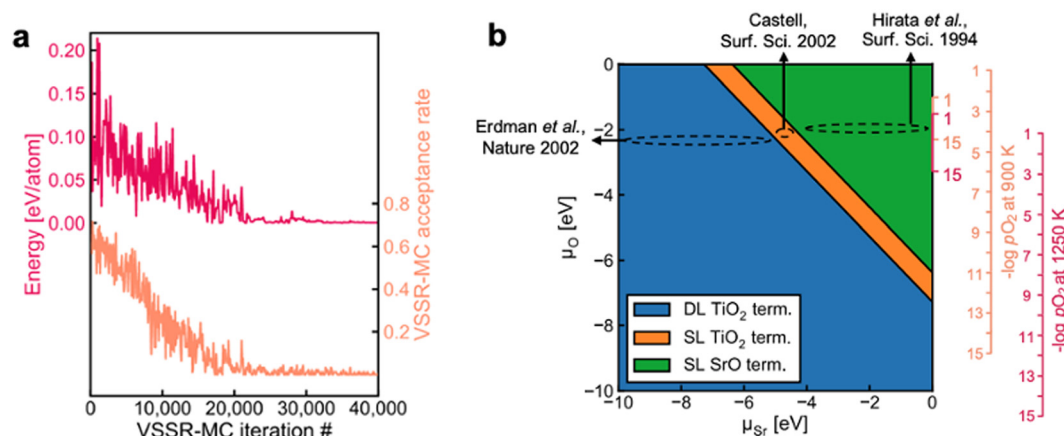 a
0.20
0.15
0.10
0.05
0.00
Energy [eV/atom]
0.8
0.6
0.4
0.2
VSSR-MC acceptance rate
0 10,000 20,000 30,000 40,000
VSSR-MC iteration #
b
Castell,
Surf. Sci. 2002
Hirata et al.,
Surf. Sci. 1994
Erdman et al.,
Nature 2002
0
−2
−4
−6
−8
−10
μO [eV]
DL TiO2 term.
SL TiO2 term.
SL SrO term.
−10 −8 −6 −4 −2 0
μSr [eV]
1
1
15
15
1
3
5
7
9
11
13
15
-log pO2 at 900 K
1
3
5
7
9
11
13
15
-log pO2 at 1250 K